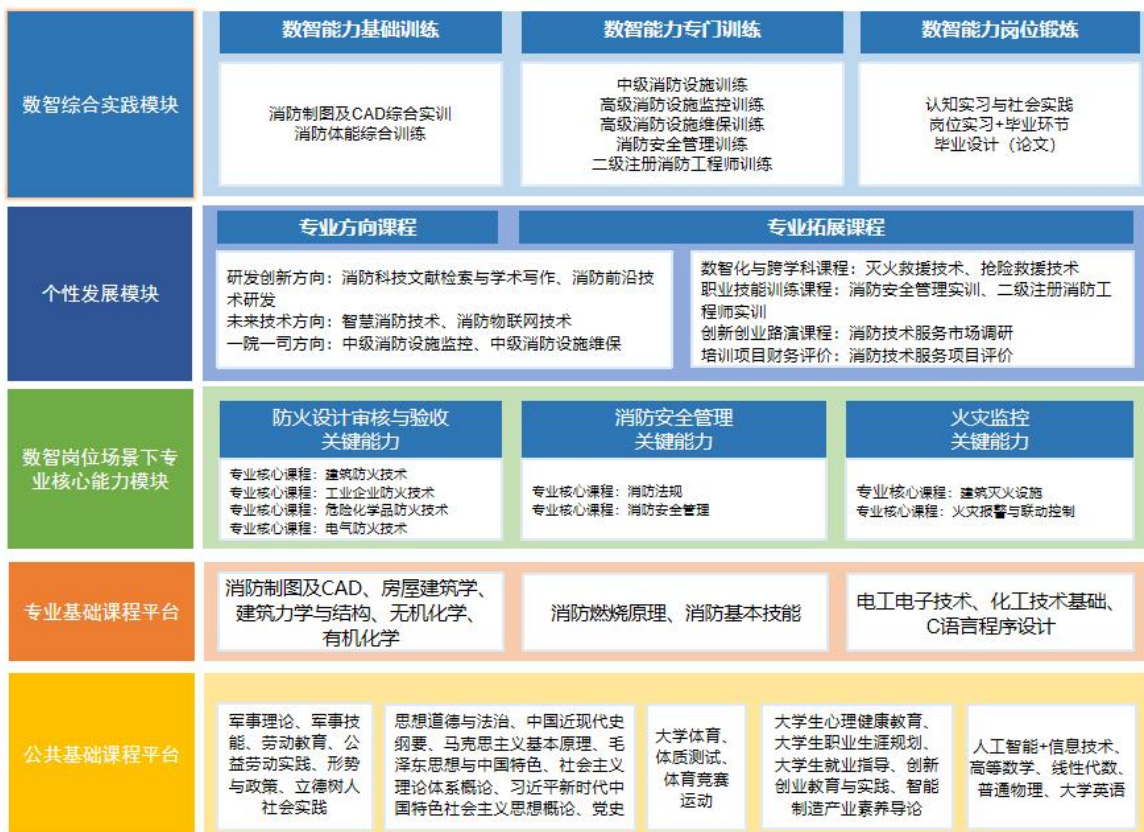 数智综合实践模块
数智能力基础训练
消防制图及CAD综合实训
消防体能综合训练
数智能力专门训练
中级消防设施训练
高级消防设施监控训练
高级消防设施维保训练
消防安全管理训练
二级注册消防工程师训练
数智能力岗位锻炼
认知实习与社会实践
岗位实习+毕业环节
毕业设计（论文）
个性发展模块
专业方向课程
研发创新方向：消防科技文献检索与学术写作、消防前沿技
术研发
未来技术方向：智慧消防技术、消防物联网技术
一院一司方向：中级消防设施监控、中级消防设施维保
专业拓展课程
数智化与跨学科课程：灭火救援技术、抢险救援技术
职业技能训练课程：消防安全管理实训、二级注册消防工
程师实训
创新创业路演课程：消防技术服务市场调研
培训项目财务评价：消防技术服务项目评价
数智岗位场景下专
业核心能力模块
防火设计审核与验收
关键能力
专业核心课程：建筑防火技术
专业核心课程：工业企业防火技术
专业核心课程：危险化学品防火技术
专业核心课程：电气防火技术
消防安全管理
关键能力
专业核心课程：消防法规
专业核心课程：消防安全管理
火灾监控
关键能力
专业核心课程：建筑灭火设施
专业核心课程：火灾报警与联动控制
专业基础课程平台
消防制图及CAD、房屋建筑学、
建筑力学与结构、无机化学、
有机化学
消防燃烧原理、消防基本技能
电工电子技术、化工技术基础、
C语言程序设计
公共基础课程平台
军事理论、军事技
能、劳动教育、公
益劳动实践、形势
与政策、立德树人
社会实践
思想道德与法治、中国近现代史
纲要、马克思主义基本原理、毛
泽东思想与中国特色、社会主义
理论体系概论、习近平新时代中
国特色社会主义思想概论、党史
大学体育、
体质测试、
体育竞赛
运动
大学生心理健康教育、
大学生职业生涯规划、
大学生就业指导、创新
创业教育与实践、智能
制造产业素养导论
人工智能+信息技术、
高等数学、线性代数、
普通物理、大学英语